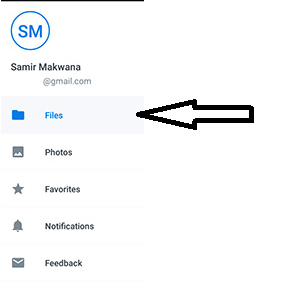 SM
Samir Makwana
@gmail.com
Files
Photos
Favorites
Notifications
Feedback